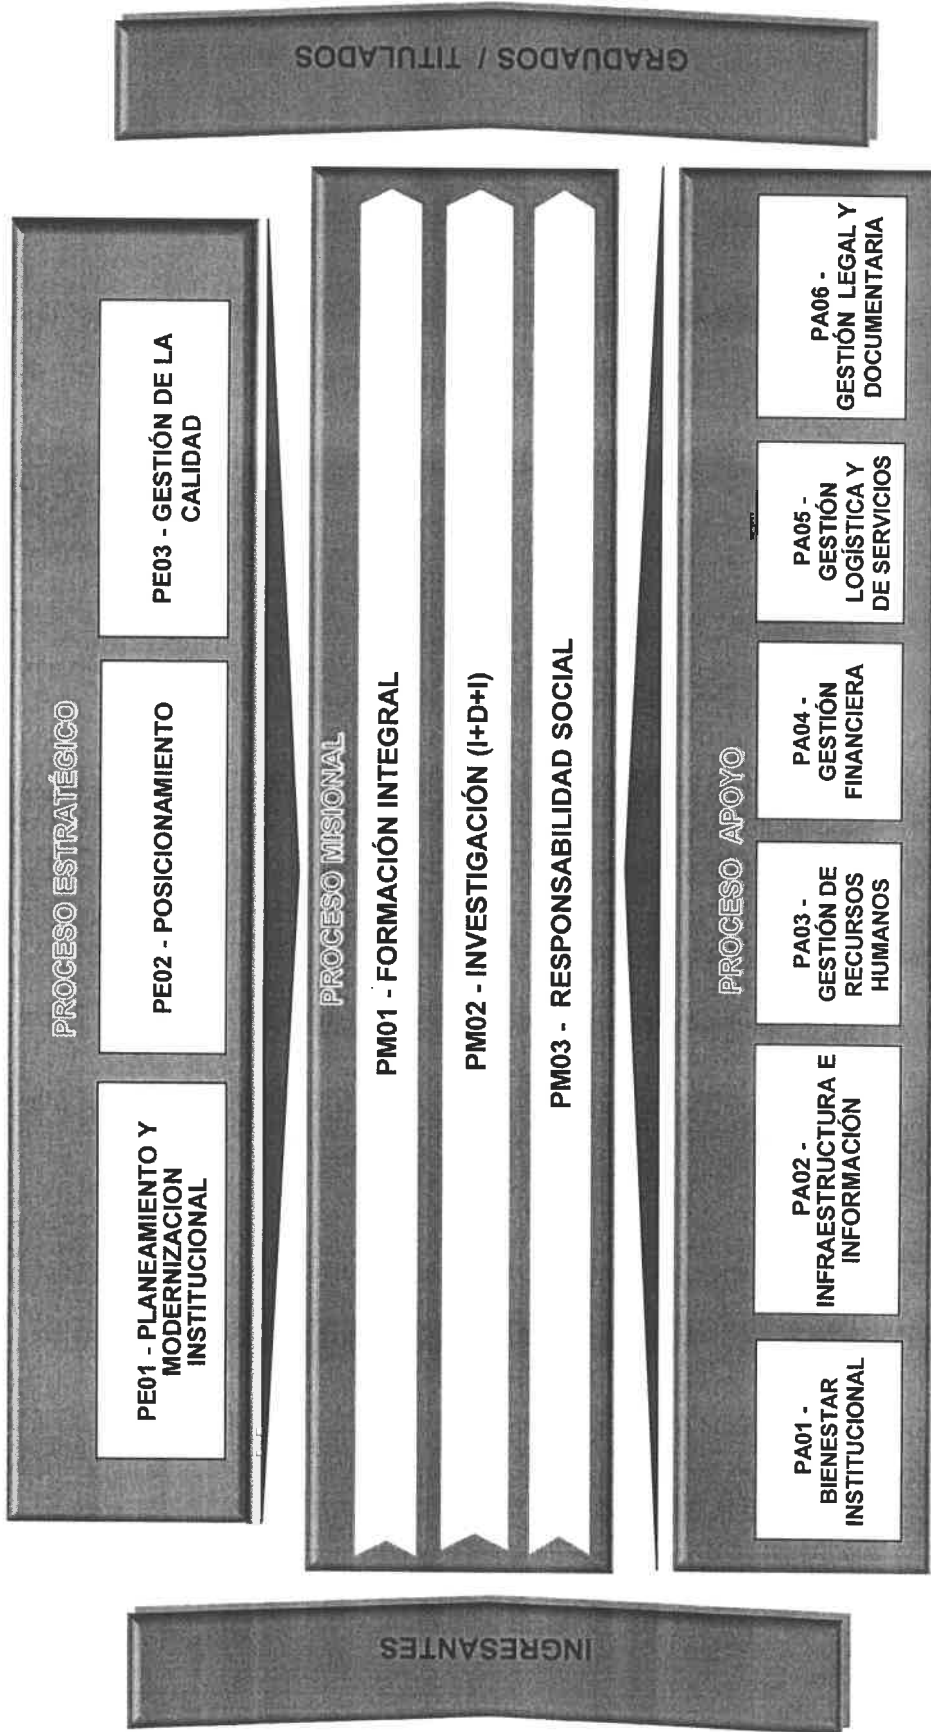 INGRESANTES
PROCESO ESTRATÉGICO
PE01 - PLANEAMIENTO Y
MODERNIZACION
INSTITUCIONAL
PE02 - POSICIONAMIENTO
PE03 - GESTIÓN DE LA
CALIDAD
PROCESO MISIONAL
PM01 - FORMACIÓN INTEGRAL
PM02 - INVESTIGACIÓN (I+D+I)
PM03 - RESPONSABILIDAD SOCIAL
PROCESO APOYO
PA01 -
BIENESTAR
INSTITUCIONAL
PA02 -
INFRAESTRUCTURA E
INFORMACIÓN
PA03 -
GESTIÓN DE
RECURSOS
HUMANOS
PA04 -
GESTIÓN
FINANCIERA
PA05 -
GESTIÓN
LOGÍSTICA Y
DE SERVICIOS
PA06 -
GESTIÓN LEGAL Y
DOCUMENTARIA
GRADUADOS / TITULADOS